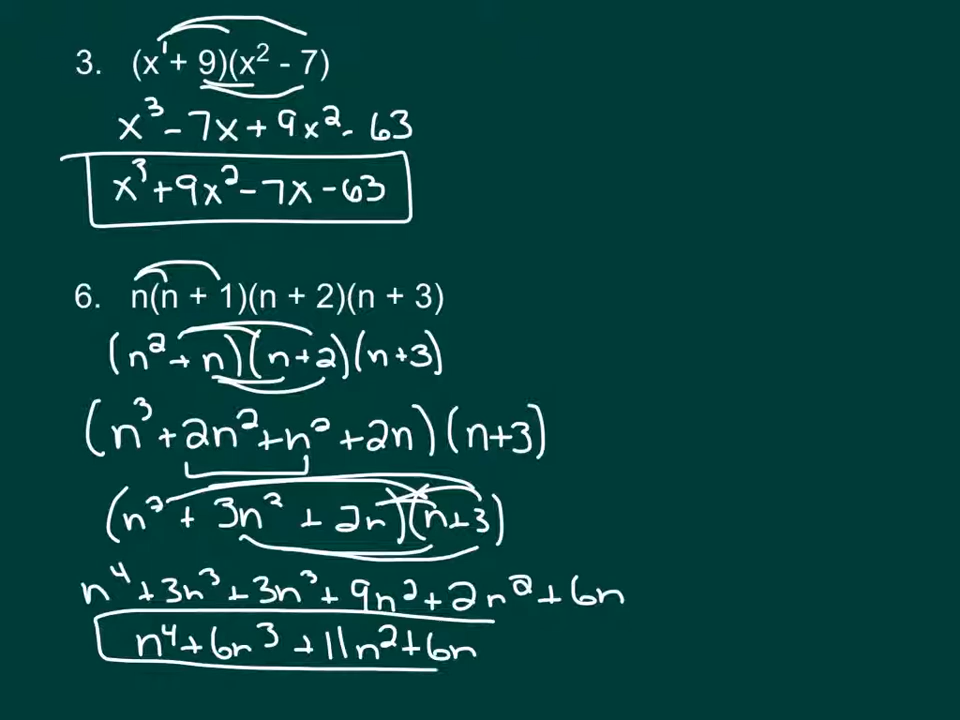 3. (x¹ + 9)(x² - 7)
x³ - 7x + 9x² - 63
x³ + 9x² - 7x - 63
6. n(n + 1)(n + 2)(n + 3)
(n² + n)(n + 2)(n + 3)
(n³ + 2n² + n² + 2n)(n + 3)
(n³ + 3n² + 2n)(n + 3)
n⁴ + 3n³ + 3n³ + 9n² + 2n² + 6n
n⁴ + 6n³ + 11n² + 6n